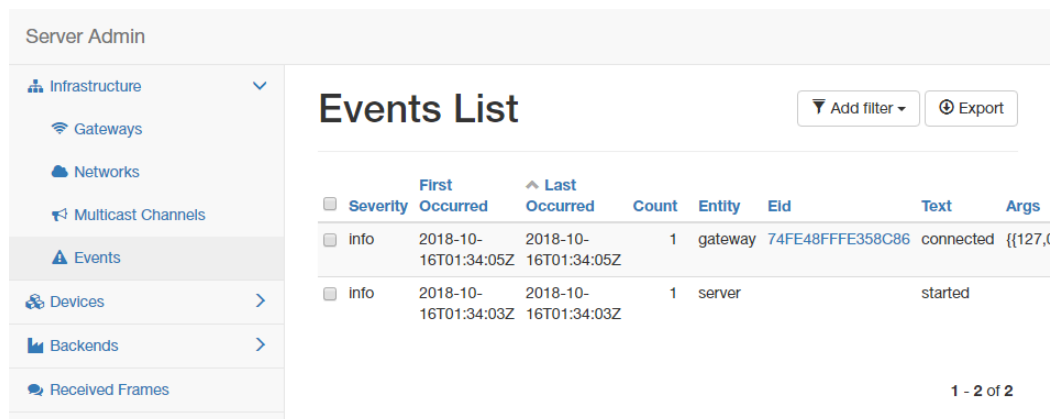 Server Admin
Infrastructure
Gateways
Networks
Multicast Channels
Events
Devices
Backends
Received Frames
Events List
Add filter
Export
Severity First Occurred Last Occurred Count Entity Eid Text Args
info 2018-10-16T01:34:05Z 2018-10-16T01:34:05Z 1 gateway 74FE48FFFE358C86 connected {{127,0
info 2018-10-16T01:34:03Z 2018-10-16T01:34:03Z 1 server started
1 - 2 of 2